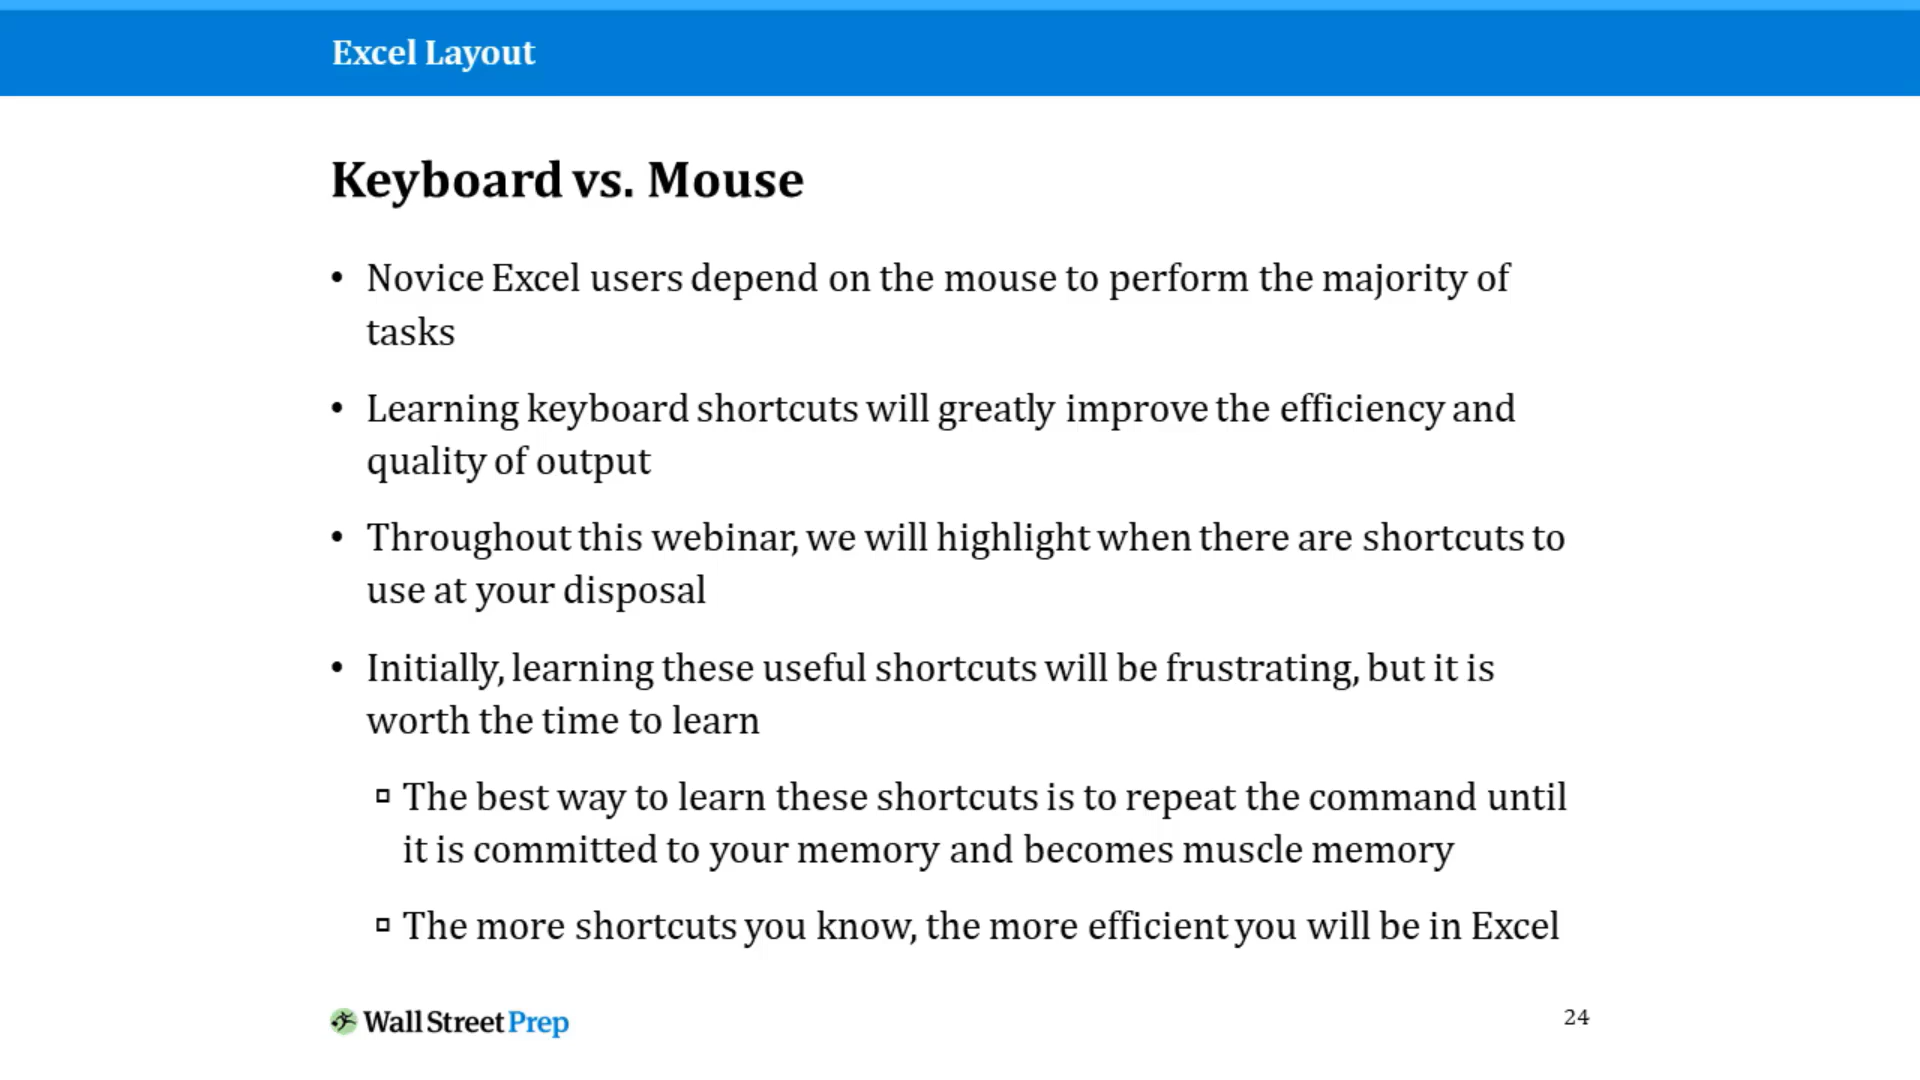 Excel Layout
Keyboard vs. Mouse
• Novice Excel users depend on the mouse to perform the majority of
tasks
• Learning keyboard shortcuts will greatly improve the efficiency and
quality of output
• Throughout this webinar, we will highlight when there are shortcuts to
use at your disposal
• Initially, learning these useful shortcuts will be frustrating, but it is
worth the time to learn
▫ The best way to learn these shortcuts is to repeat the command until
it is committed to your memory and becomes muscle memory
▫ The more shortcuts you know, the more efficient you will be in Excel
Wall Street Prep
24